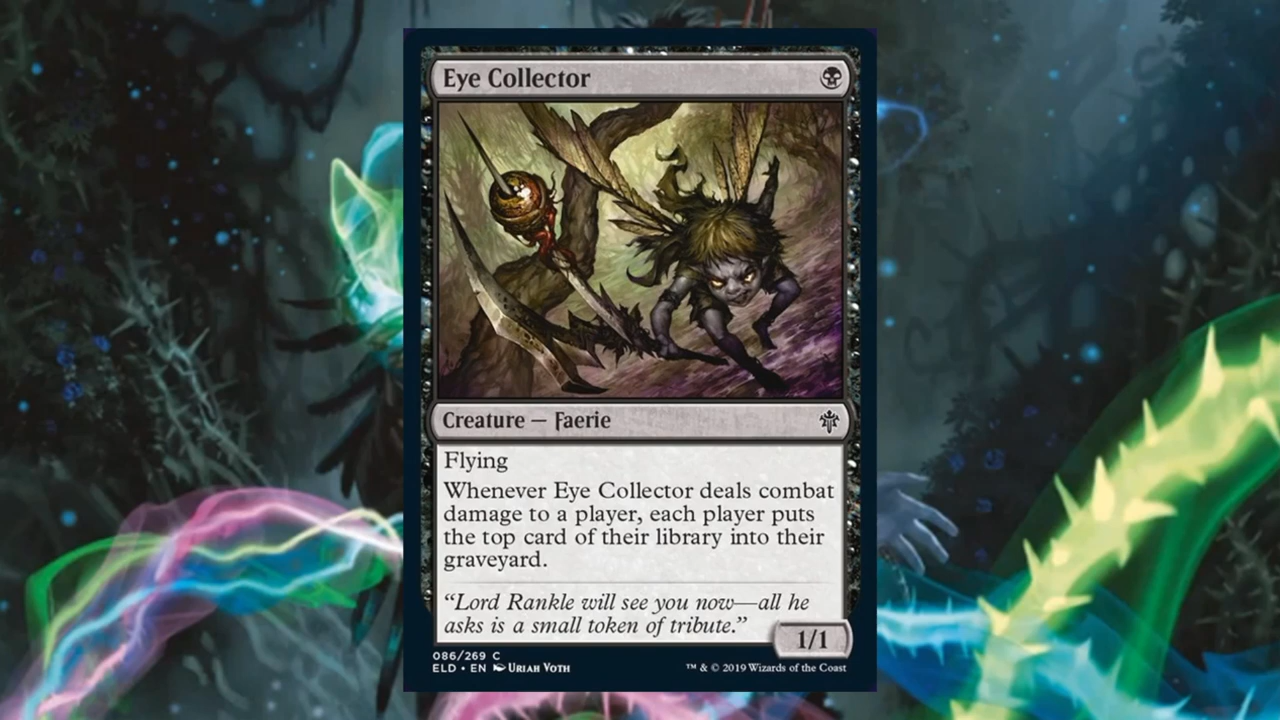 Eye Collector
Creature — Faerie
Flying
Whenever Eye Collector deals combat
damage to a player, each player puts
the top card of their library into their
graveyard.
“Lord Rankle will see you now—all he
asks is a small token of tribute.”
1/1
086/269 C
ELD • EN Uriah Voth
™ & © 2019 Wizards of the Coast